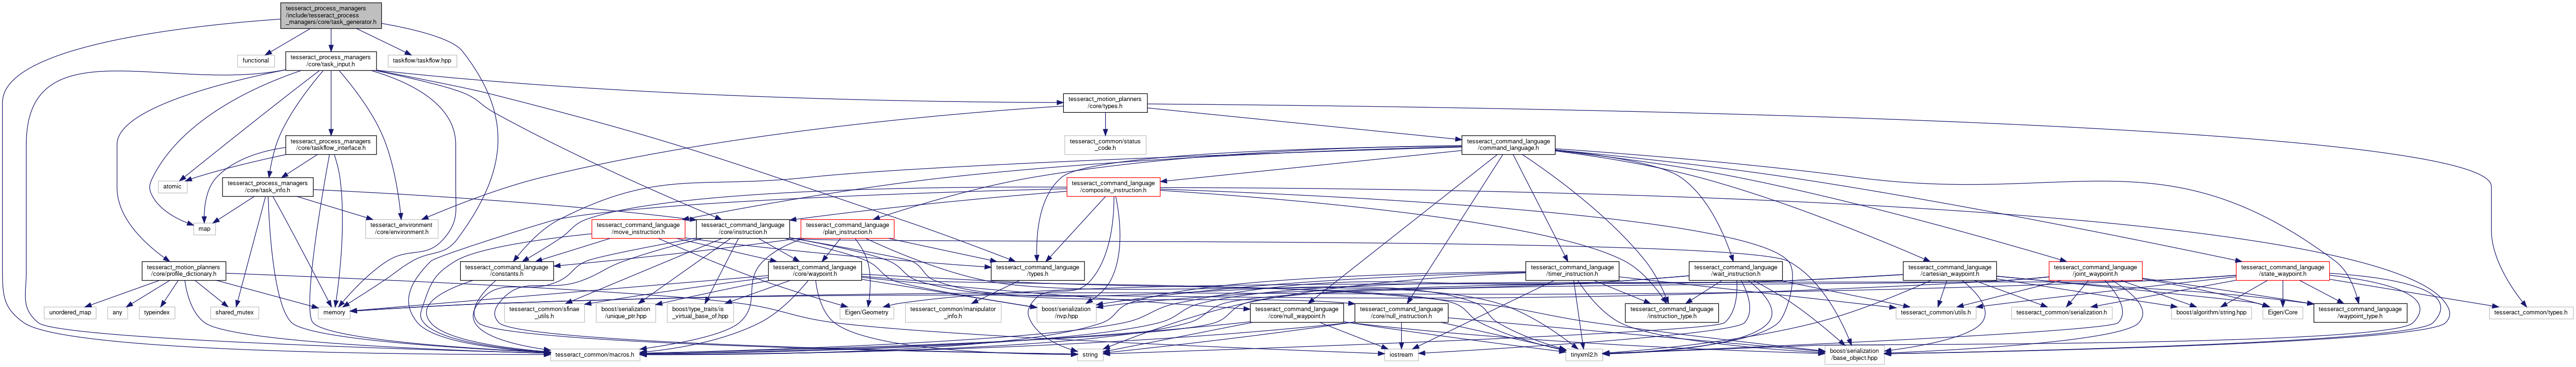 tesseract_process_managers
/include/tesseract_process
_managers/core/task_generator.h
functional
tesseract_process_managers
/core/task_input.h
taskflow/taskflow.hpp
tesseract_motion_planners
/core/types.h
tesseract_process_managers
/core/taskflow_interface.h
tesseract_common/status
_code.h
tesseract_command_language
/command_language.h
atomic
tesseract_process_managers
/core/task_info.h
tesseract_command_language
/composite_instruction.h
map
tesseract_environment
/core/environment.h
tesseract_command_language
/move_instruction.h
tesseract_command_language
/core/instruction.h
tesseract_command_language
/plan_instruction.h
tesseract_motion_planners
/core/profile_dictionary.h
tesseract_command_language
/constants.h
tesseract_command_language
/core/waypoint.h
tesseract_command_language
/types.h
tesseract_command_language
/timer_instruction.h
tesseract_command_language
/wait_instruction.h
tesseract_command_language
/cartesian_waypoint.h
tesseract_command_language
/joint_waypoint.h
tesseract_command_language
/state_waypoint.h
unordered_map
any
typeindex
shared_mutex
memory
tesseract_common/sfinae
_utils.h
boost/serialization
/unique_ptr.hpp
boost/type_traits/is
_virtual_base_of.hpp
Eigen/Geometry
tesseract_common/manipulator
_info.h
boost/serialization
/nvp.hpp
tesseract_command_language
/core/null_waypoint.h
tesseract_command_language
/core/null_instruction.h
tesseract_command_language
/instruction_type.h
tesseract_common/utils.h
tesseract_common/serialization.h
boost/algorithm/string.hpp
Eigen/Core
tesseract_command_language
/waypoint_type.h
tesseract_common/types.h
tesseract_common/macros.h
string
iostream
tinyxml2.h
boost/serialization
/base_object.hpp